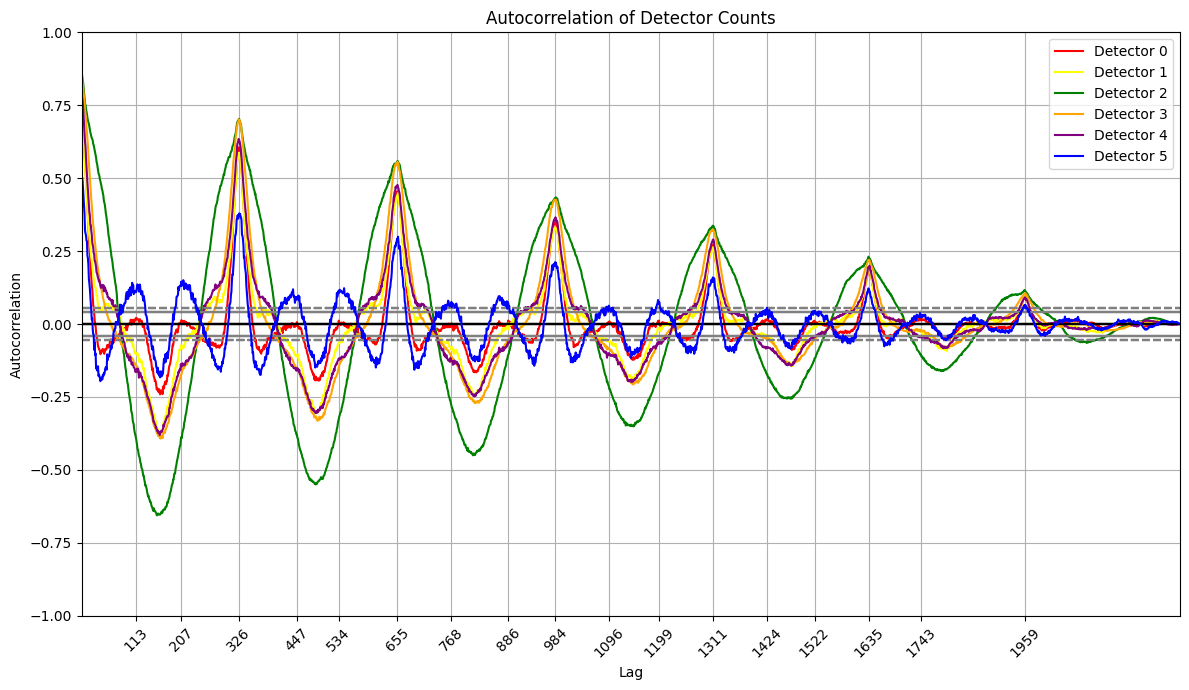 Autocorrelation of Detector Counts
Detector 0
Detector 1
Detector 2
Detector 3
Detector 4
Detector 5
Autocorrelation
1.00
0.75
0.50
0.25
0.00
−0.25
−0.50
−0.75
−1.00
113
207
326
447
534
655
768
886
984
1096
1199
1311
1424
1522
1635
1743
1959
Lag